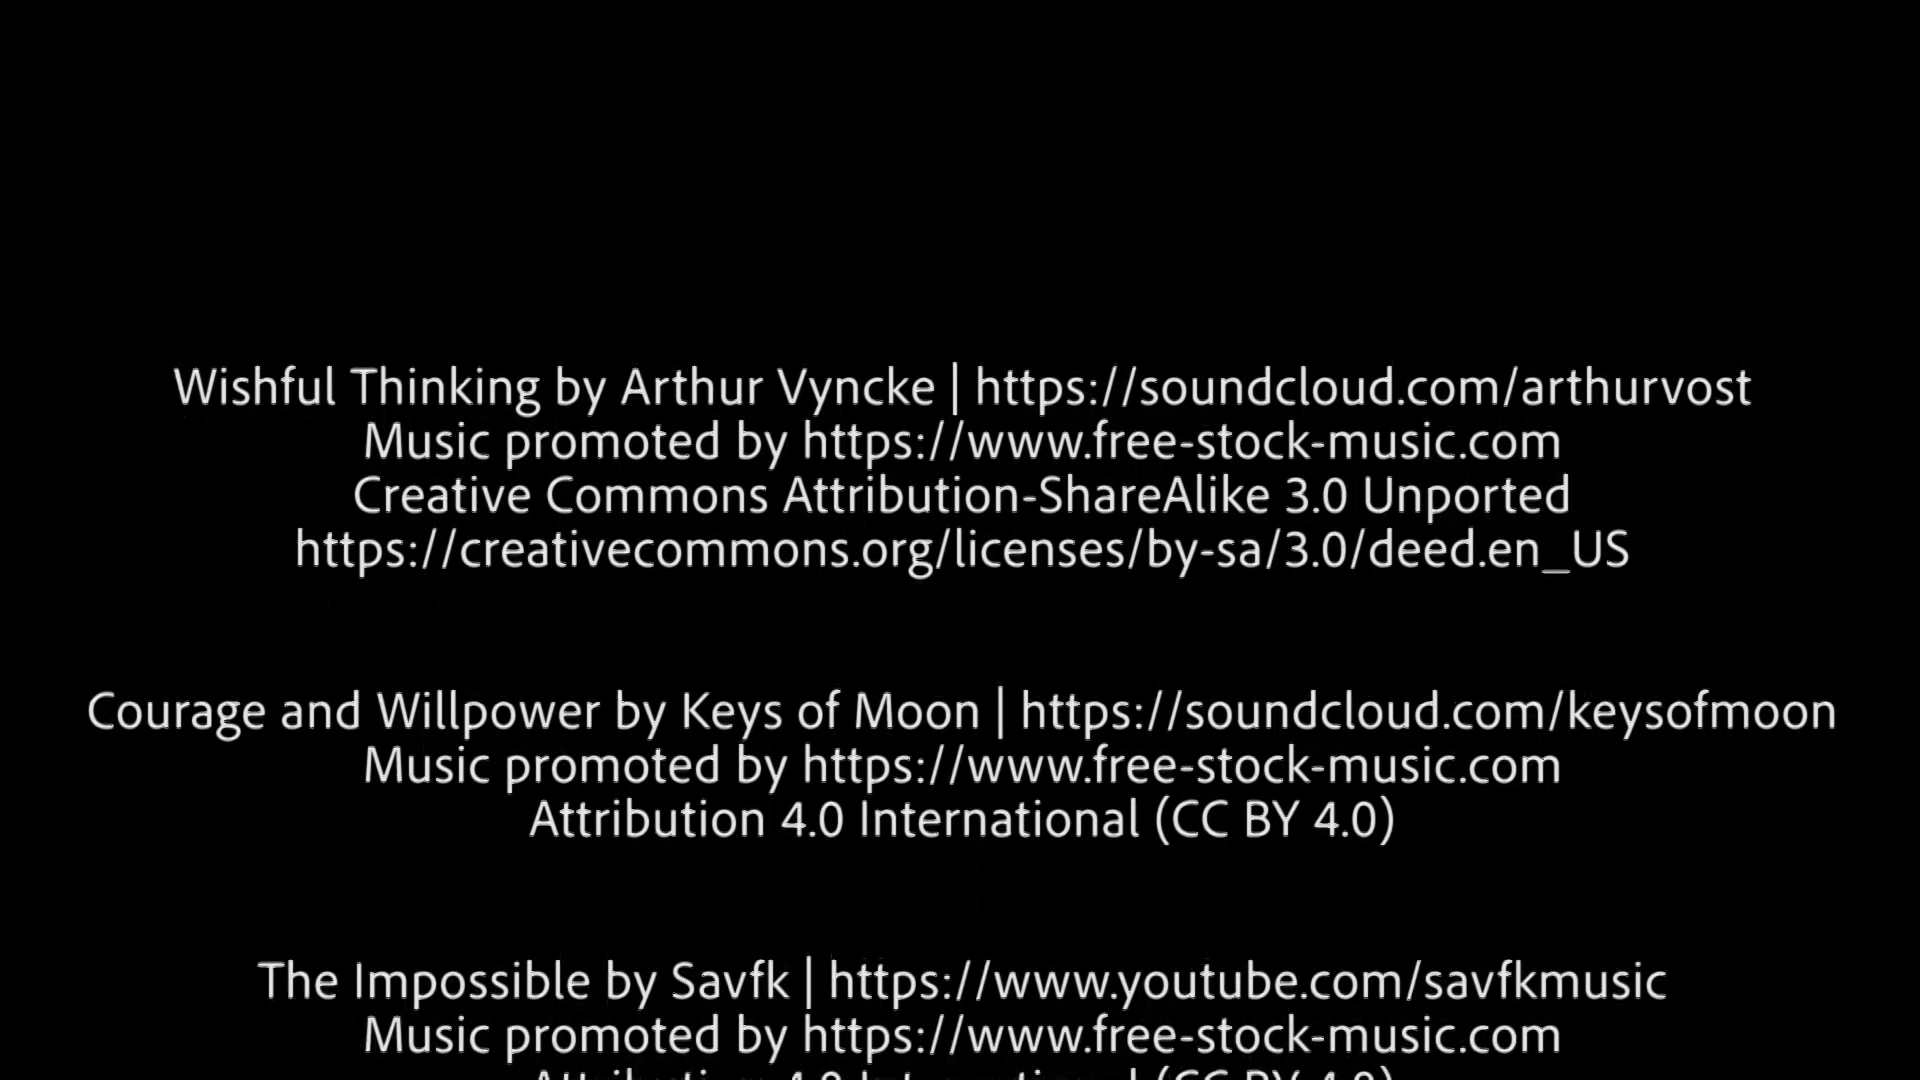 Wishful Thinking by Arthur Vyncke | https://soundcloud.com/arthurvost
Music promoted by https://www.free-stock-music.com
Creative Commons Attribution-ShareAlike 3.0 Unported
https://creativecommons.org/licenses/by-sa/3.0/deed.en_US
Courage and Willpower by Keys of Moon | https://soundcloud.com/keysofmoon
Music promoted by https://www.free-stock-music.com
Attribution 4.0 International (CC BY 4.0)
The Impossible by Savfk | https://www.youtube.com/savfkmusic
Music promoted by https://www.free-stock-music.com